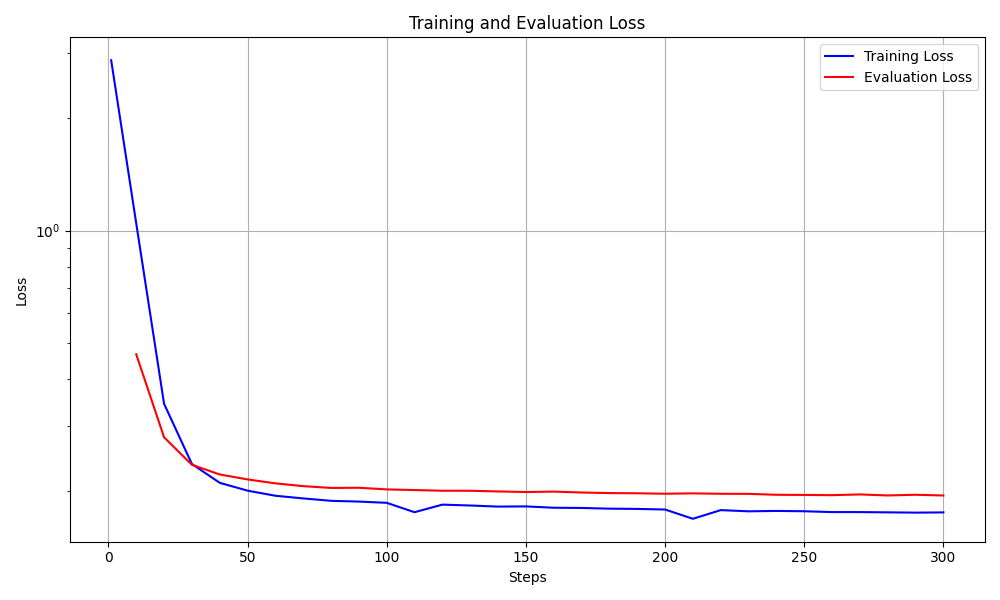 Training and Evaluation Loss
Training Loss
Evaluation Loss
10^0
Loss
0 50 100 150 200 250 300
Steps